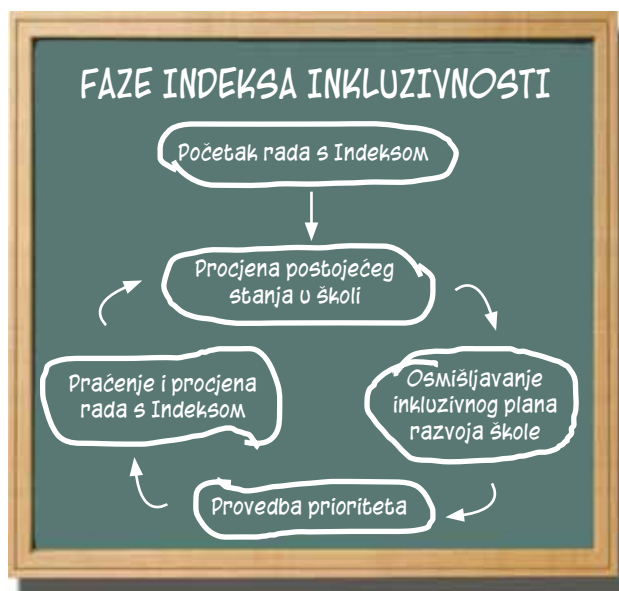 FAZE INDEKSA INKLUZIVNOSTI
Početak rada s Indeksom
Procjena postojećeg
stanja u školi
Osmišljavanje
inkluzivnog plana
razvoja škole
Provedba prioriteta
Praćenje i procjena
rada s Indeksom